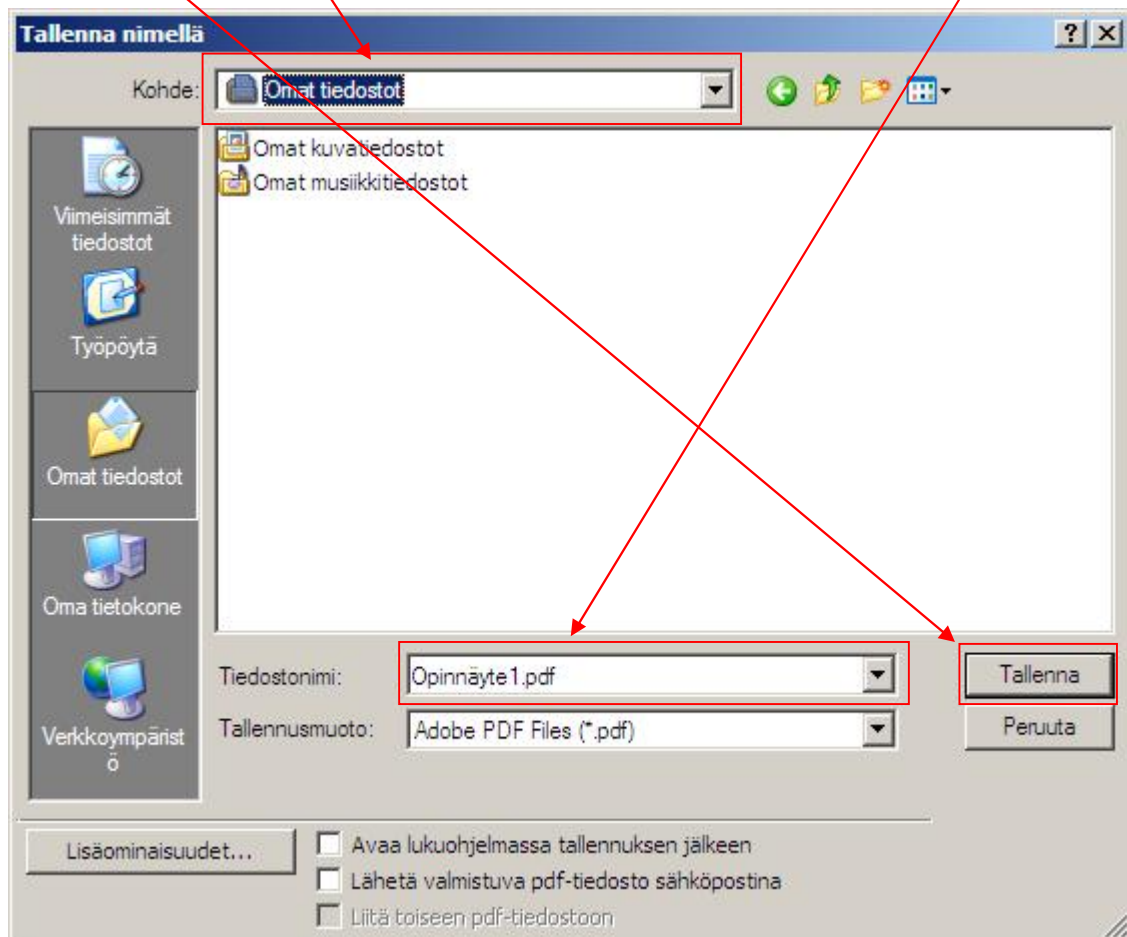 Tallenna nimellä
Kohde:
Omat tiedostot
Omat kuvatiedostot
Omat musiikkitiedostot
Viimeisimmät
tiedostot
Työpöytä
Omat tiedostot
Oma tietokone
Verkkoympärist
ö
Tiedostonimi:
Opinnäyte1.pdf
Tallenna
Tallennusmuoto:
Adobe PDF Files (*.pdf)
Peruuta
Lisäominaisuudet...
Avaa lukuohjelmassa tallennuksen jälkeen
Lähetä valmistuva pdf-tiedosto sähköpostina
Liitä toiseen pdf-tiedostoon